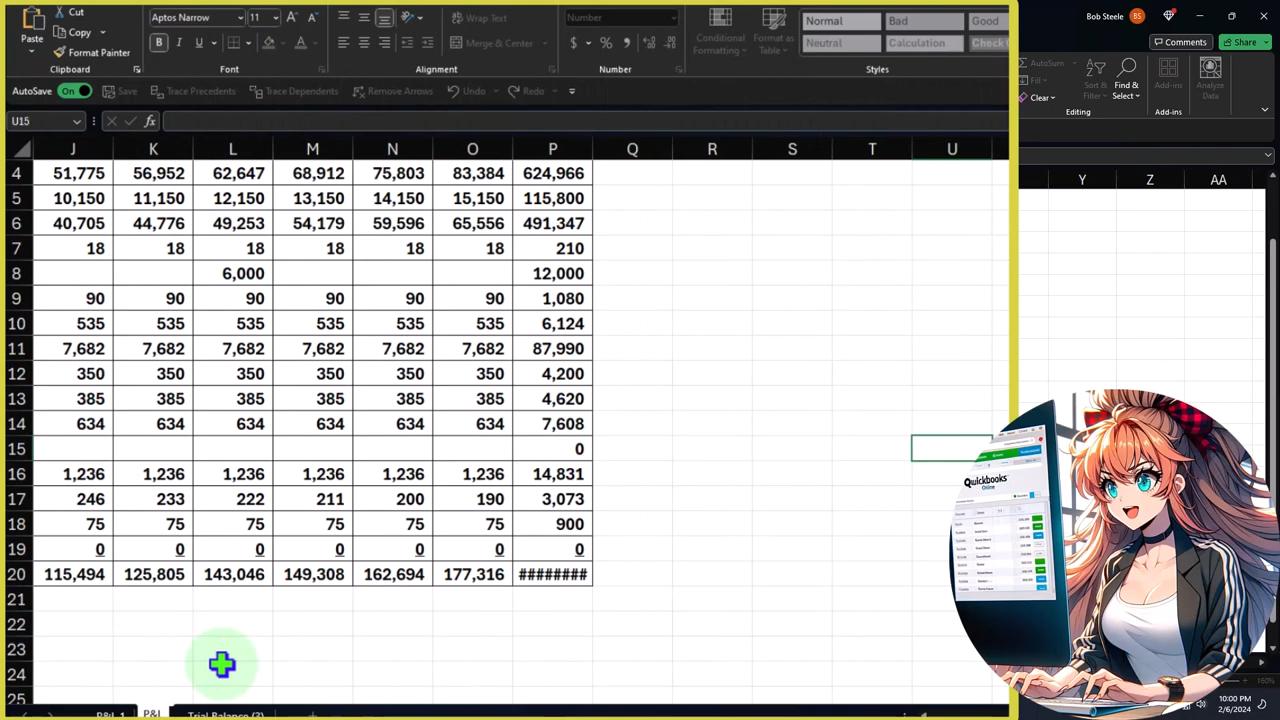 Bob Steele BS
Cut
Copy
Format Painter
Paste
Clipboard
Aptos Narrow 11
B I U
Font
Wrap Text
Merge & Center
Alignment
Number
$ % ,
Number
Conditional Formatting
Format As Table
Normal Bad Good
Neutral Calculation Check
Styles
Comments Share
AutoSum
Fill
Clear
Sort & Filter
Find & Select
Editing
Add-ins
Add-ins
Analyze Data
AutoSave On Save Trace Precedents Trace Dependents Remove Arrows Undo Redo
U15 fx
J K L M N O P Q R S T U Y Z AA
4 51,775 56,952 62,647 68,912 75,803 83,384 624,966
5 10,150 11,150 12,150 13,150 14,150 15,150 115,800
6 40,705 44,776 49,253 54,179 59,596 65,556 491,347
7 18 18 18 18 18 18 210
8 6,000 12,000
9 90 90 90 90 90 90 1,080
10 535 535 535 535 535 535 6,124
11 7,682 7,682 7,682 7,682 7,682 7,682 87,990
12 350 350 350 350 350 350 4,200
13 385 385 385 385 385 385 4,620
14 634 634 634 634 634 634 7,608
15 0
16 1,236 1,236 1,236 1,236 1,236 1,236 14,831
17 246 233 222 211 200 190 3,073
18 75 75 75 75 75 75 900
19 0 0 0 0 0 0 0
20 115,494 125,805 143,046 149,308 162,694 177,316 ########
21
22
23
24
25
P&L 1 P&L Trial Balance (3)
Quickbooks
Online
160%
10:00 PM
2/6/2024